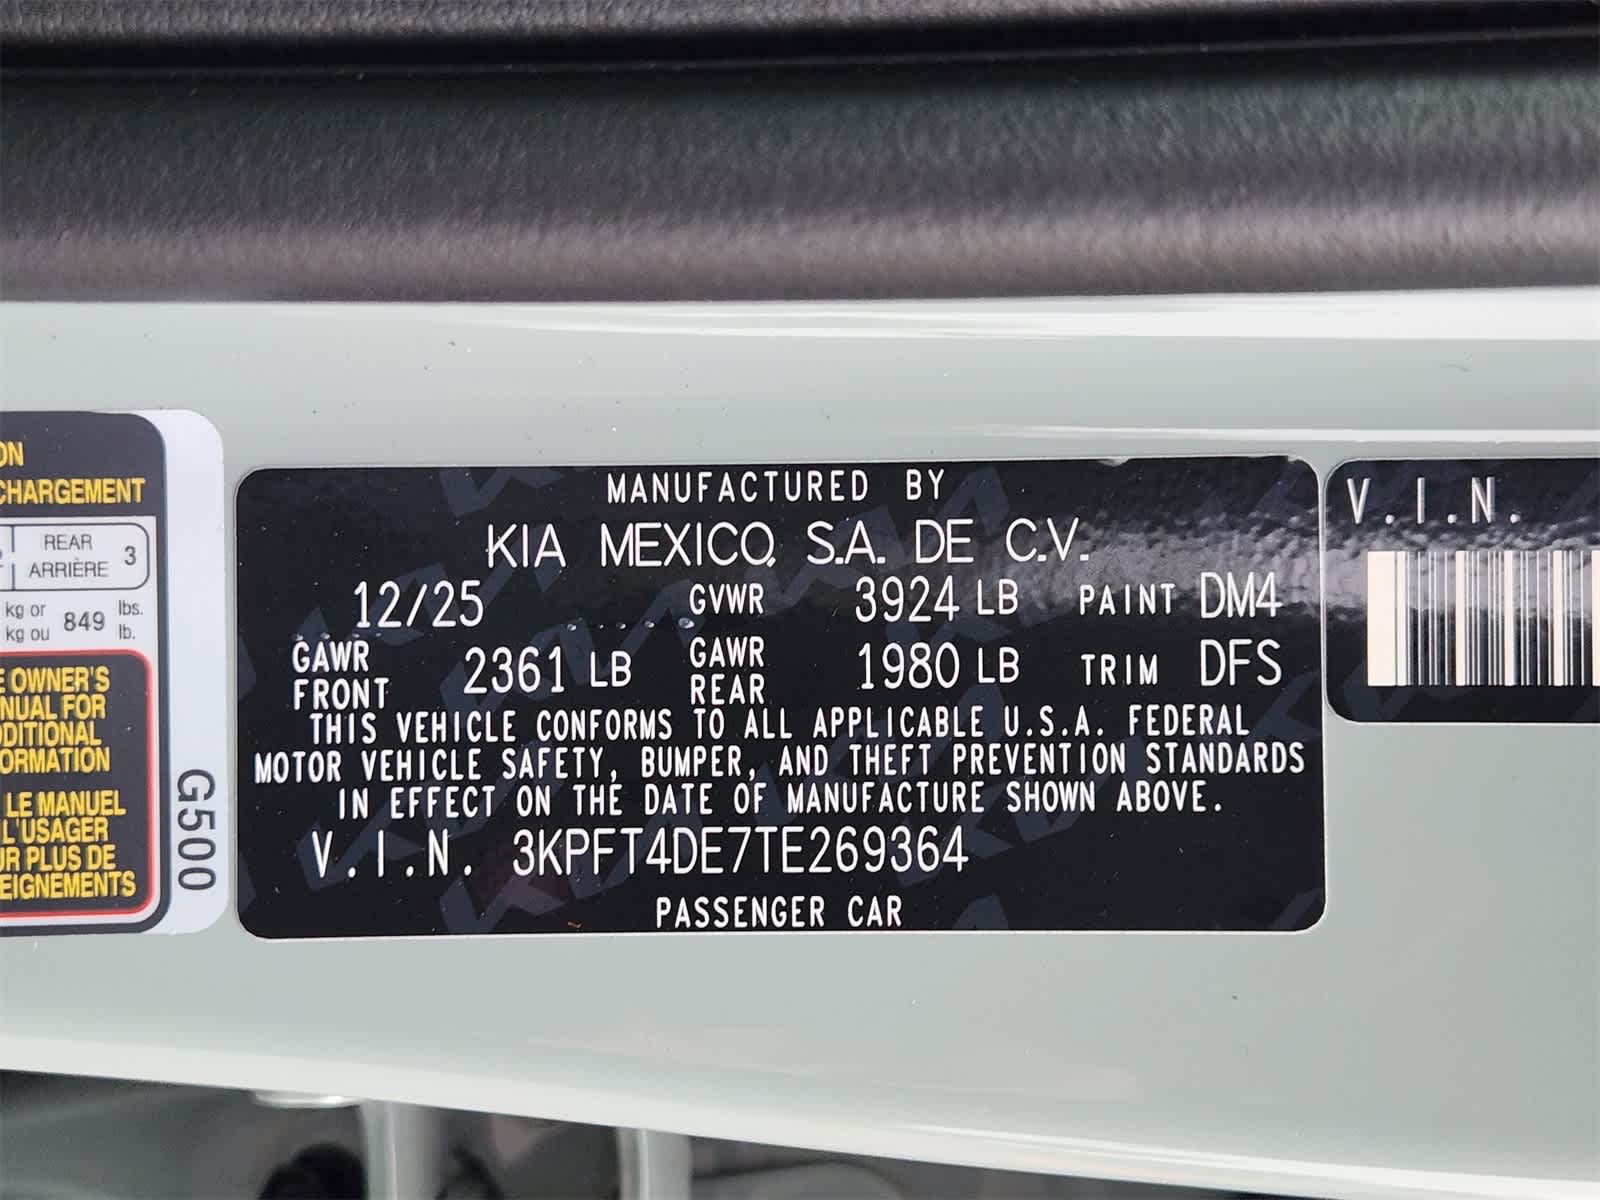 ON
CHARGEMENT
REAR
ARRIÈRE 3
kg or 849 lbs.
kg ou lb.
E OWNER'S
NUAL FOR
DDITIONAL
ORMATION
LE MANUEL
L'USAGER
UR PLUS DE
EIGNEMENTS
G500
MANUFACTURED BY
KIA MEXICO, S.A. DE C.V.
12/25 GVWR 3924 LB PAINT DM4
GAWR FRONT 2361 LB GAWR REAR 1980 LB TRIM DFS
THIS VEHICLE CONFORMS TO ALL APPLICABLE U.S.A. FEDERAL
MOTOR VEHICLE SAFETY, BUMPER, AND THEFT PREVENTION STANDARDS
IN EFFECT ON THE DATE OF MANUFACTURE SHOWN ABOVE.
V.I.N. 3KPFT4DE7TE269364
PASSENGER CAR
V.I.N.